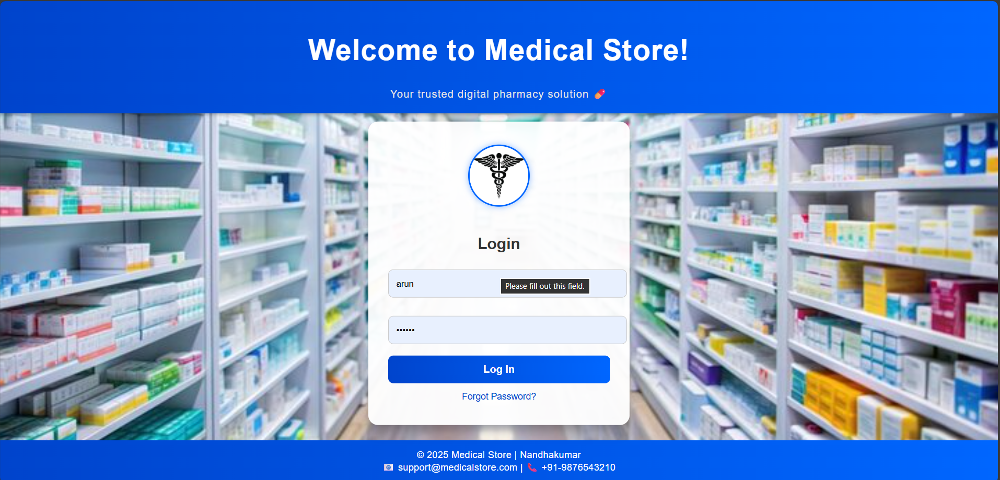 Welcome to Medical Store!
Your trusted digital pharmacy solution
Login
arun
Please fill out this field.
••••••
Log In
Forgot Password?
© 2025 Medical Store | Nandhakumar
support@medicalstore.com | +91-9876543210